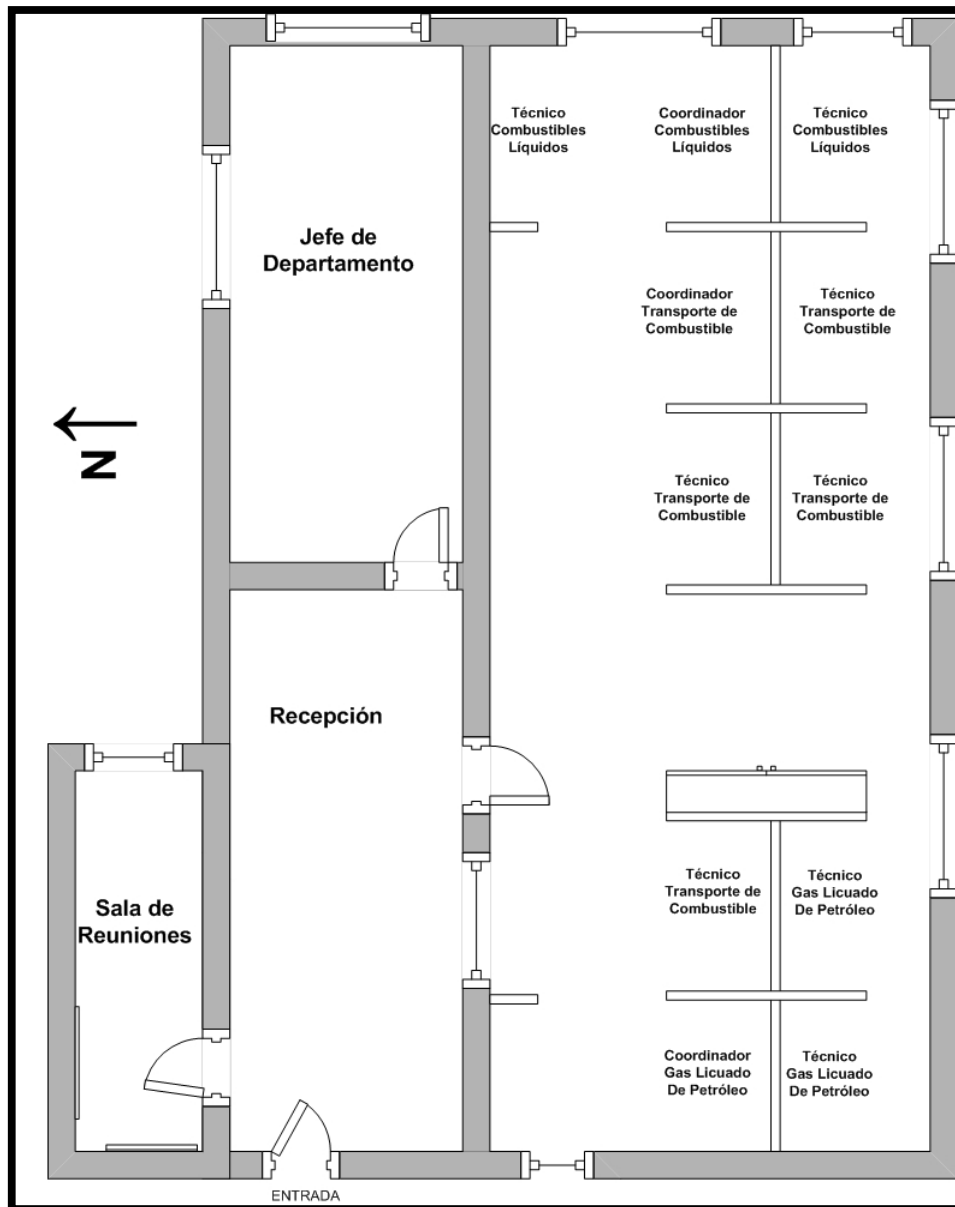 Técnico
Combustibles
Líquidos
Coordinador
Combustibles
Líquidos
Técnico
Combustibles
Líquidos
Jefe de
Departamento
Coordinador
Transporte de
Combustible
Técnico
Transporte de
Combustible
N
Técnico
Transporte de
Combustible
Técnico
Transporte de
Combustible
Recepción
Sala de
Reuniones
Técnico
Transporte de
Combustible
Técnico
Gas Licuado
De Petróleo
Coordinador
Gas Licuado
De Petróleo
Técnico
Gas Licuado
De Petróleo
ENTRADA